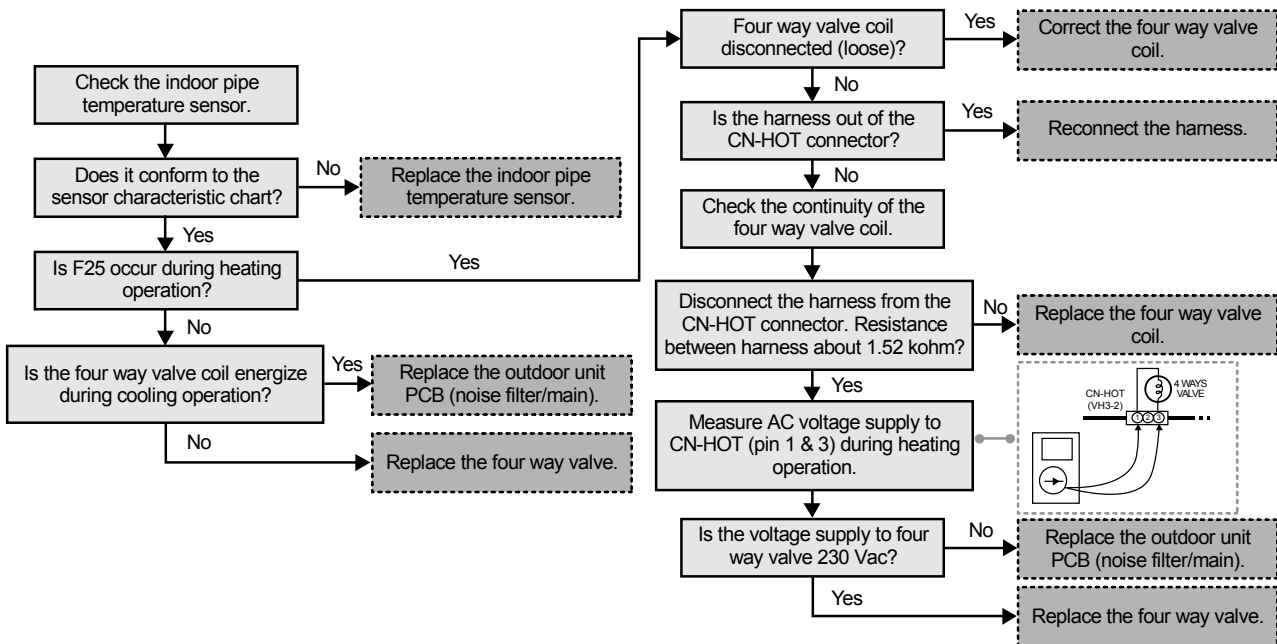 Check the indoor pipe
temperature sensor.
Does it conform to the
sensor characteristic chart?
No
Replace the indoor pipe
temperature sensor.
Yes
Is F25 occur during heating
operation?
Yes
No
Is the four way valve coil energize
during cooling operation?
Yes
Replace the outdoor unit
PCB (noise filter/main).
No
Replace the four way valve.
Four way valve coil
disconnected (loose)?
Yes
Correct the four way valve
coil.
No
Is the harness out of the
CN-HOT connector?
Yes
Reconnect the harness.
No
Check the continuity of the
four way valve coil.
Disconnect the harness from the
CN-HOT connector. Resistance
between harness about 1.52 kohm?
No
Replace the four way valve
coil.
Yes
Measure AC voltage supply to
CN-HOT (pin 1 & 3) during heating
operation.
CN-HOT
(VH3-2)
4 WAYS
VALVE
1 2 3
Is the voltage supply to four
way valve 230 Vac?
No
Replace the outdoor unit
PCB (noise filter/main).
Yes
Replace the four way valve.